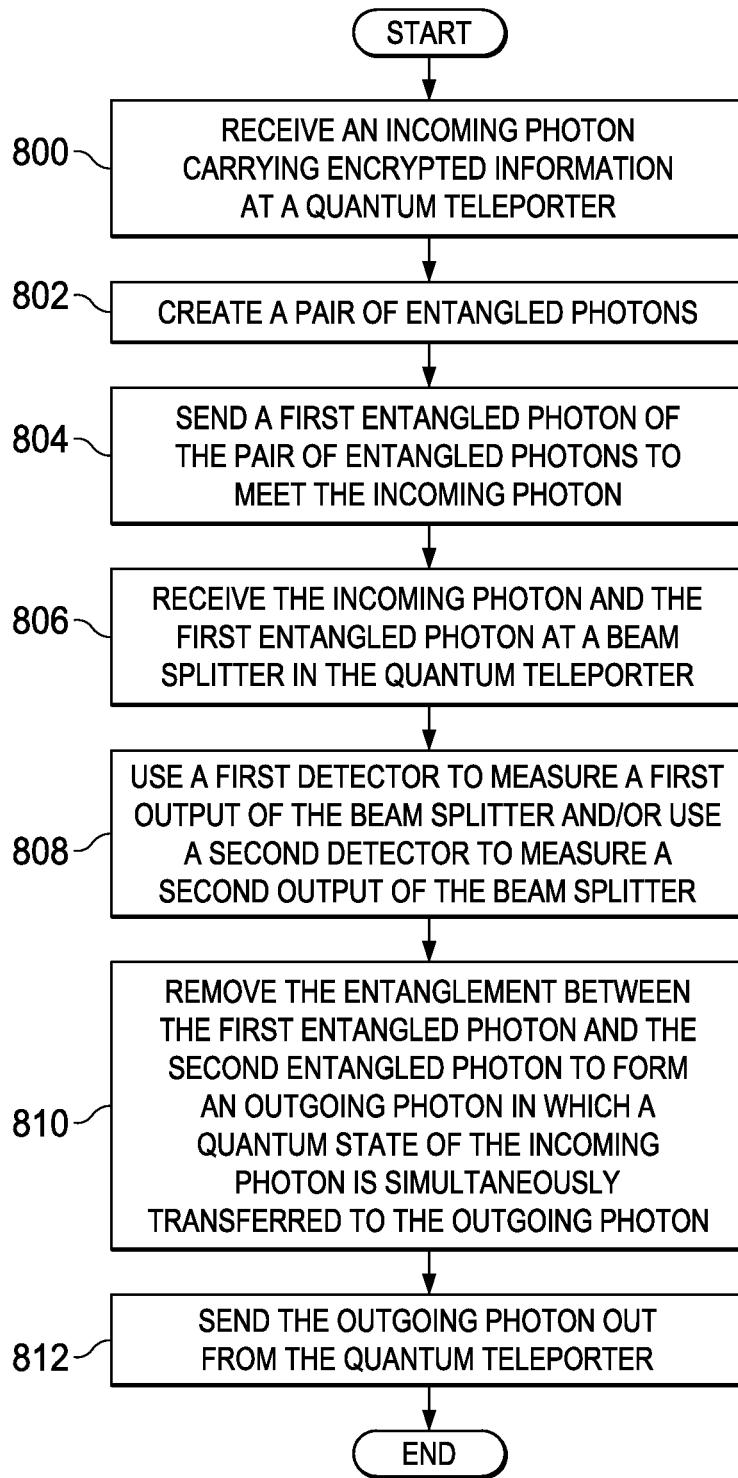 START
800
RECEIVE AN INCOMING PHOTON
CARRYING ENCRYPTED INFORMATION
AT A QUANTUM TELEPORTER
802
CREATE A PAIR OF ENTANGLED PHOTONS
804
SEND A FIRST ENTANGLED PHOTON OF
THE PAIR OF ENTANGLED PHOTONS TO
MEET THE INCOMING PHOTON
806
RECEIVE THE INCOMING PHOTON AND THE
FIRST ENTANGLED PHOTON AT A BEAM
SPLITTER IN THE QUANTUM TELEPORTER
808
USE A FIRST DETECTOR TO MEASURE A FIRST
OUTPUT OF THE BEAM SPLITTER AND/OR USE
A SECOND DETECTOR TO MEASURE A
SECOND OUTPUT OF THE BEAM SPLITTER
810
REMOVE THE ENTANGLEMENT BETWEEN
THE FIRST ENTANGLED PHOTON AND THE
SECOND ENTANGLED PHOTON TO FORM
AN OUTGOING PHOTON IN WHICH A
QUANTUM STATE OF THE INCOMING
PHOTON IS SIMULTANEOUSLY
TRANSFERRED TO THE OUTGOING PHOTON
812
SEND THE OUTGOING PHOTON OUT
FROM THE QUANTUM TELEPORTER
END